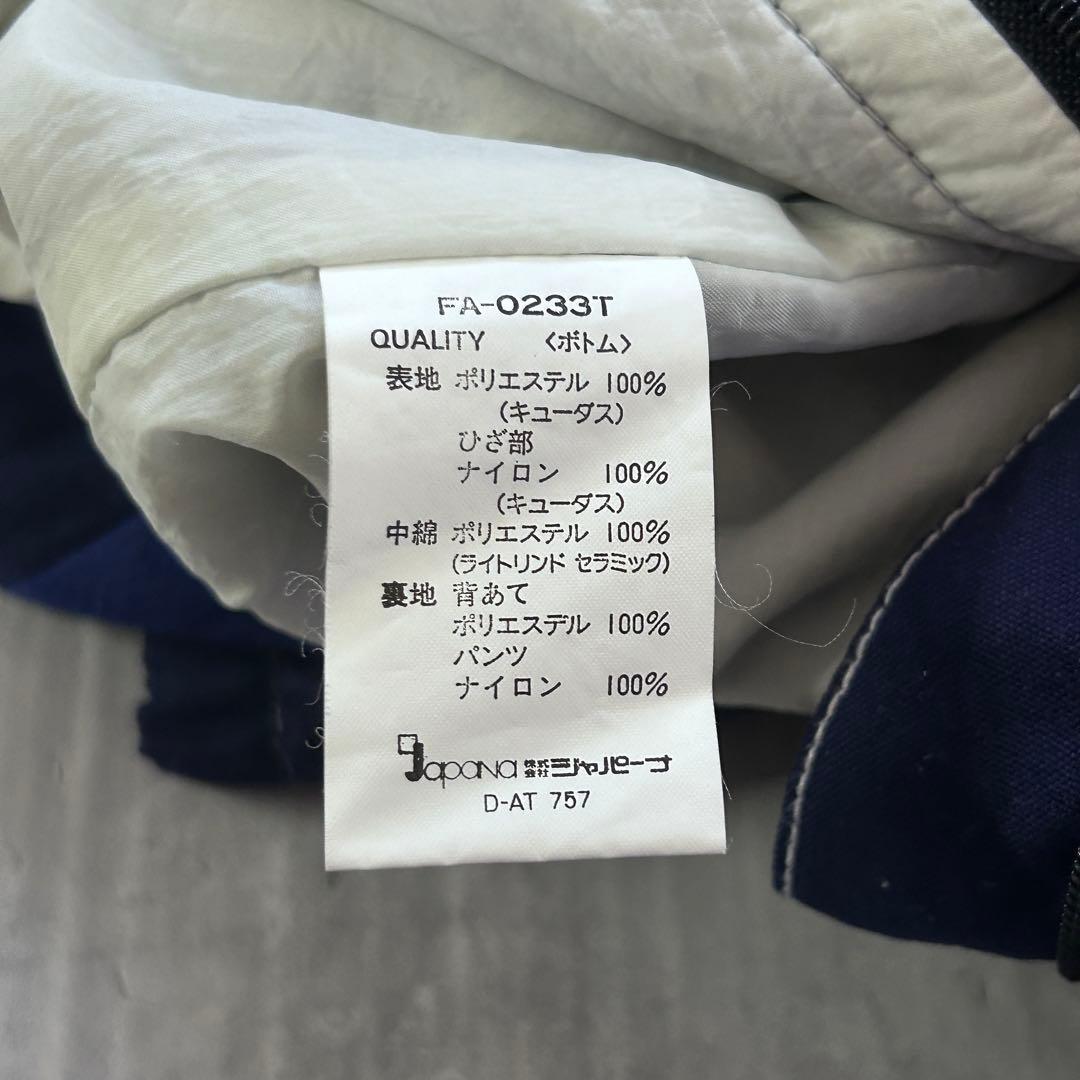 FA-0233T
QUALITY 〈ボトム〉
表地 ポリエステル 100%
(キューダス)
ひざ部
ナイロン 100%
(キューダス)
中綿 ポリエステル 100%
(ライトリンド セラミック)
裏地 背あて
ポリエスデル 100%
パンツ
ナイロン 100%
Japana 株式会社ジャパーナ
D-AT 757